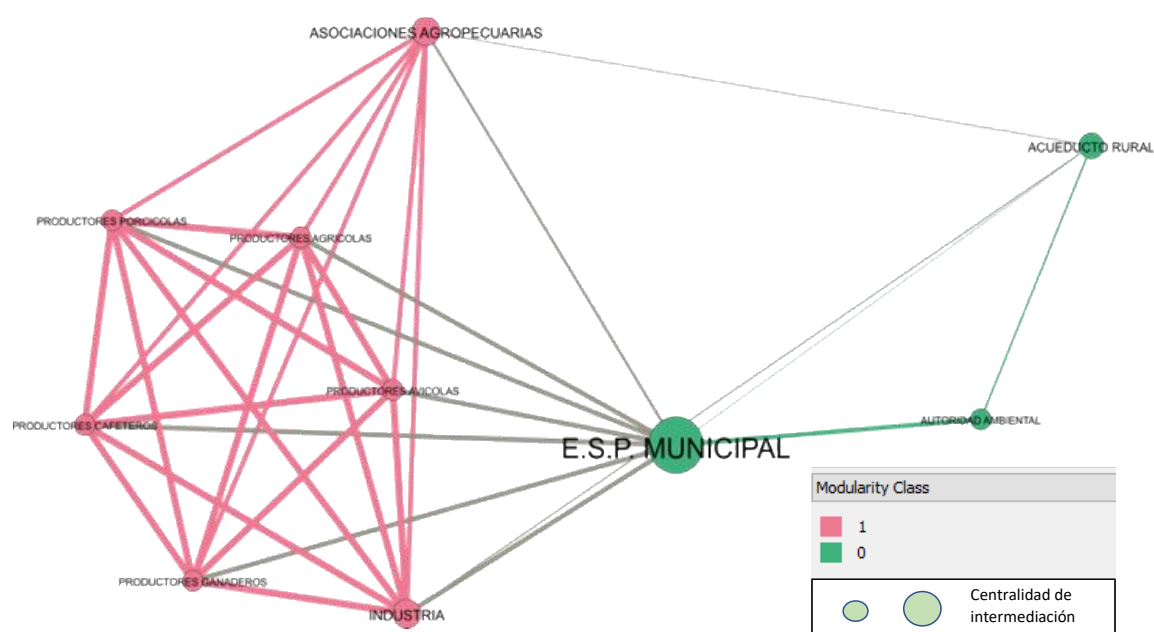 ASOCIACIONES AGROPECUARIAS
ACUEDUCTO RURAL
PRODUCTORES PORCICOLAS
PRODUCTORES AGRICOLAS
PRODUCTORES AVICOLAS
PRODUCTORES CAFETEROS
AUTORIDAD AMBIENTAL
E.S.P. MUNICIPAL
PRODUCTORES GANADEROS
INDUSTRIA
Modularity Class
1
0
Centralidad de
intermediación